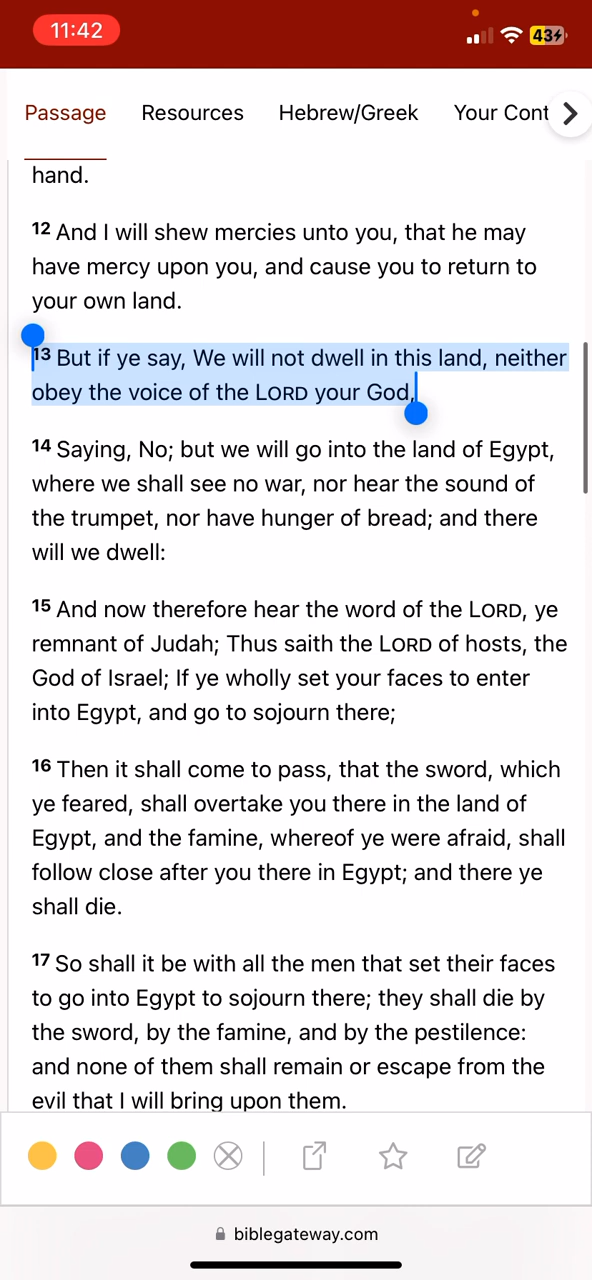 11:42
43
Passage Resources Hebrew/Greek Your Cont
hand.
12 And I will shew mercies unto you, that he may
have mercy upon you, and cause you to return to
your own land.
13 But if ye say, We will not dwell in this land, neither
obey the voice of the LORD your God,
14 Saying, No; but we will go into the land of Egypt,
where we shall see no war, nor hear the sound of
the trumpet, nor have hunger of bread; and there
will we dwell:
15 And now therefore hear the word of the LORD, ye
remnant of Judah; Thus saith the LORD of hosts, the
God of Israel; If ye wholly set your faces to enter
into Egypt, and go to sojourn there;
16 Then it shall come to pass, that the sword, which
ye feared, shall overtake you there in the land of
Egypt, and the famine, whereof ye were afraid, shall
follow close after you there in Egypt; and there ye
shall die.
17 So shall it be with all the men that set their faces
to go into Egypt to sojourn there; they shall die by
the sword, by the famine, and by the pestilence:
and none of them shall remain or escape from the
evil that I will bring upon them.
biblegateway.com